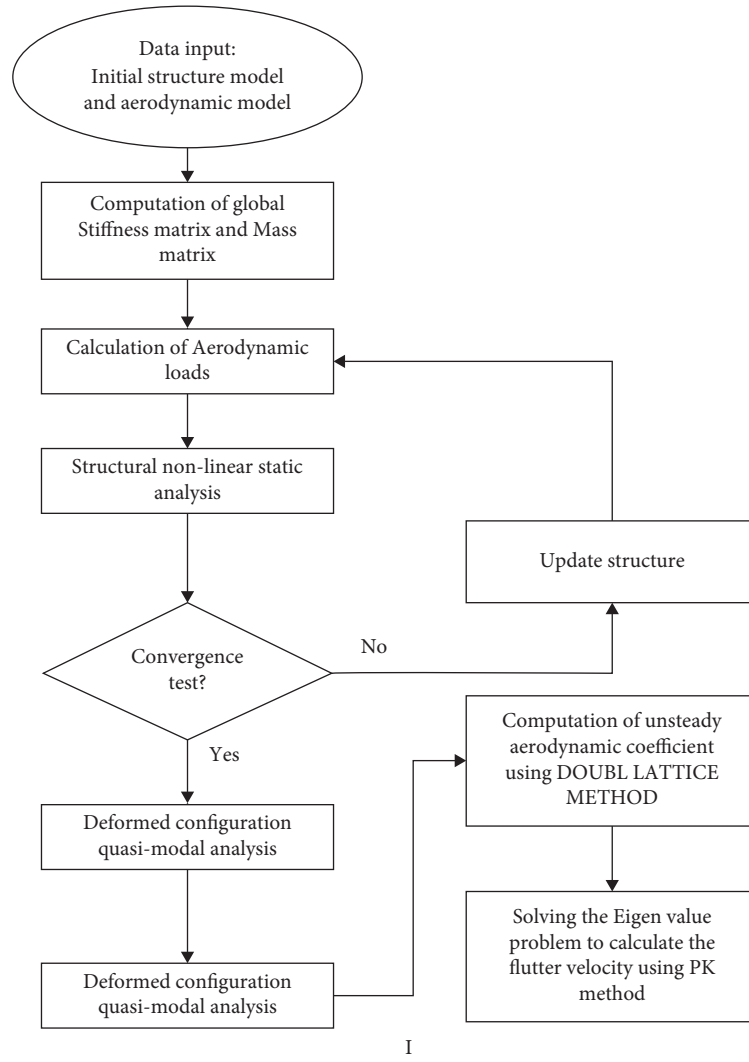 Data input:
Initial structure model
and aerodynamic model
Computation of global
Stiffness matrix and Mass
matrix
Calculation of Aerodynamic
loads
Structural non-linear static
analysis
Update structure
Convergence
test?
No
Yes
Computation of unsteady
aerodynamic coefficient
using DOUBL LATTICE
METHOD
Deformed configuration
quasi-modal analysis
Deformed configuration
quasi-modal analysis
Solving the Eigen value
problem to calculate the
flutter velocity using PK
method
I